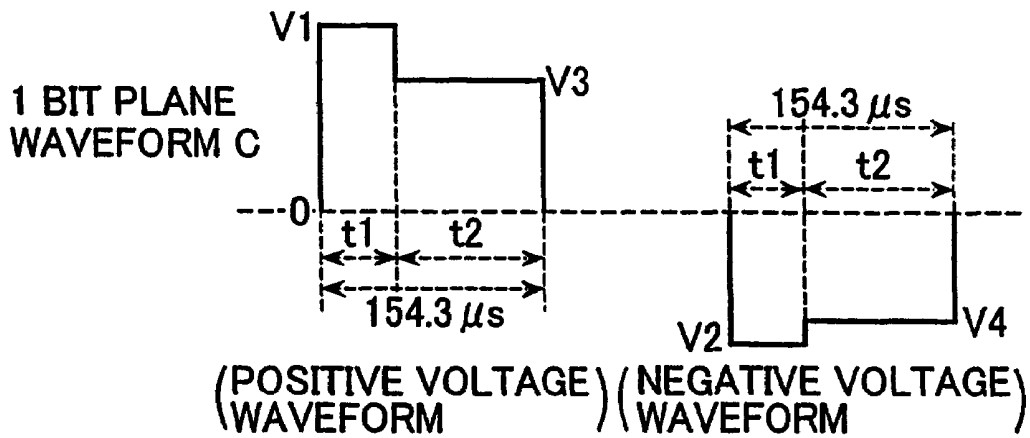 V1
V3
1 BIT PLANE
WAVEFORM C
154.3 μs
t1 t2
0
t1 t2
154.3 μs
V2
V4
(POSITIVE VOLTAGE
WAVEFORM)
(NEGATIVE VOLTAGE
WAVEFORM)